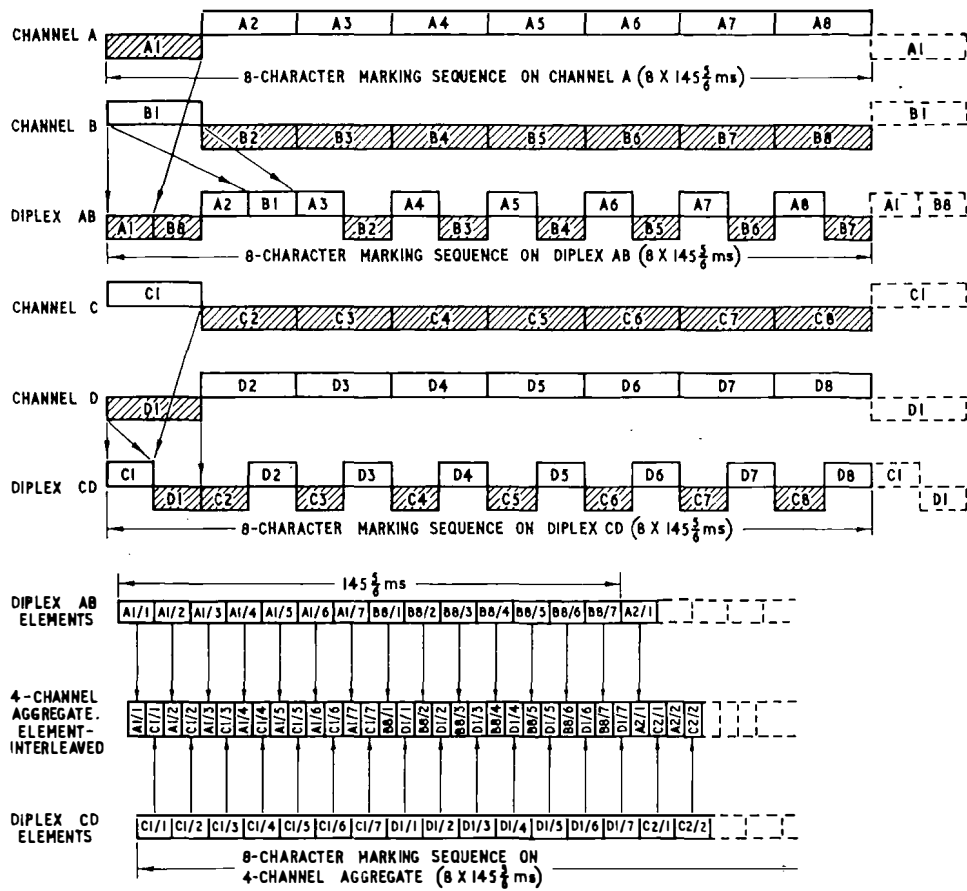 CHANNEL A
A1 A2 A3 A4 A5 A6 A7 A8 A1
8-CHARACTER MARKING SEQUENCE ON CHANNEL A (8 X 145 5/6 ms)
CHANNEL B
B1 B2 B3 B4 B5 B6 B7 B8 B1
DIPLEX AB
A1 B8 A2 B1 A3 B2 A4 B3 A5 B4 A6 B5 A7 B6 A8 B7 A1 B8
8-CHARACTER MARKING SEQUENCE ON DIPLEX AB (8 X 145 5/6 ms)
CHANNEL C
C1 C2 C3 C4 C5 C6 C7 C8 C1
CHANNEL D
D1 D2 D3 D4 D5 D6 D7 D8 D1
DIPLEX CD
C1 D1 C2 D2 C3 D3 C4 D4 C5 D5 C6 D6 C7 D7 C8 D8 C1 D1
8-CHARACTER MARKING SEQUENCE ON DIPLEX CD (8 X 145 5/6 ms)
145 5/6 ms
DIPLEX AB
ELEMENTS
A1/1 A1/2 A1/3 A1/4 A1/5 A1/6 A1/7 B8/1 B8/2 B8/3 B8/4 B8/5 B8/6 B8/7 A2/1
4-CHANNEL
AGGREGATE.
ELEMENT-
INTERLEAVED
A1/1 C1/1 A1/2 C1/2 A1/3 C1/3 A1/4 C1/4 A1/5 C1/5 A1/6 C1/6 A1/7 C1/7 B8/1 D1/1 B8/2 D1/2 B8/3 D1/3 B8/4 D1/4 B8/5 D1/5 B8/6 D1/6 B8/7 D1/7 A2/1 C2/1 A2/2 C2/2
DIPLEX CD
ELEMENTS
C1/1 C1/2 C1/3 C1/4 C1/5 C1/6 C1/7 D1/1 D1/2 D1/3 D1/4 D1/5 D1/6 D1/7 C2/1 C2/2
8-CHARACTER MARKING SEQUENCE ON
4-CHANNEL AGGREGATE (8 X 145 5/6 ms)